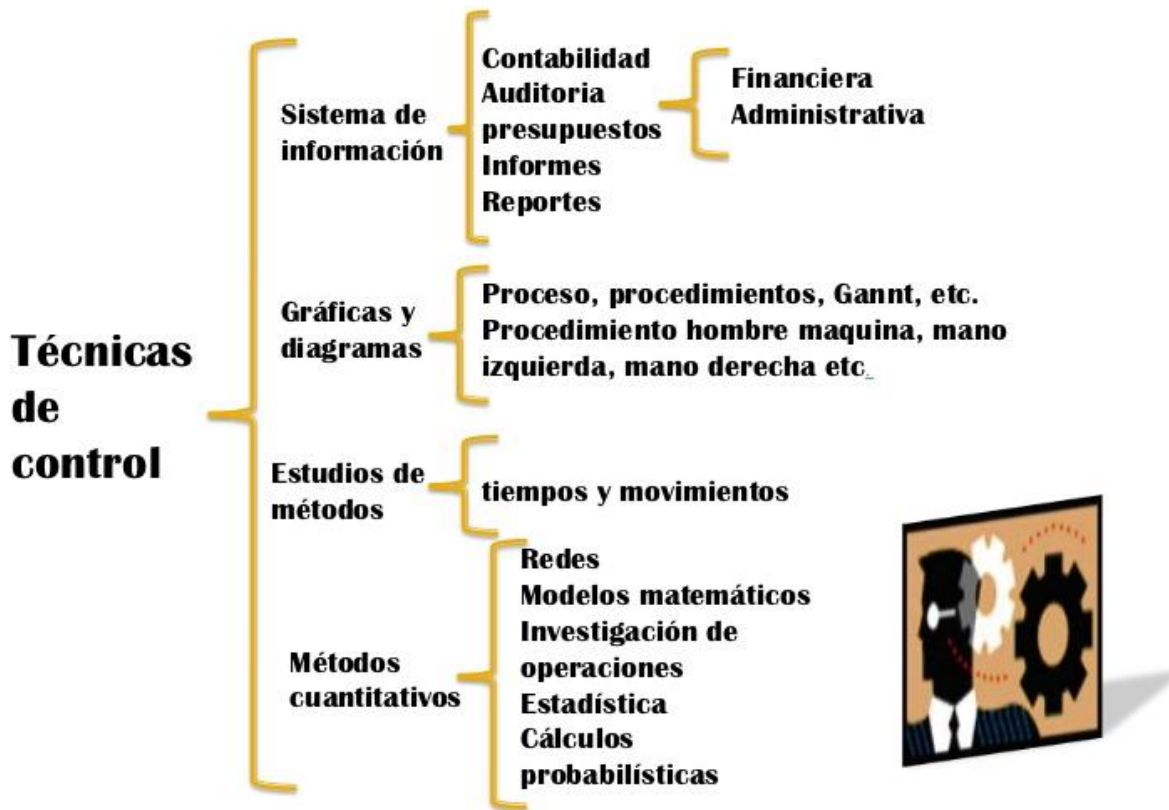 Técnicas
de
control
Sistema de
información
Contabilidad
Auditoria
presupuestos
Informes
Reportes
Financiera
Administrativa
Gráficas y
diagramas
Proceso, procedimientos, Gannt, etc.
Procedimiento hombre maquina, mano
izquierda, mano derecha etc.
Estudios de
métodos
tiempos y movimientos
Métodos
cuantitativos
Redes
Modelos matemáticos
Investigación de
operaciones
Estadística
Cálculos
probabilísticas